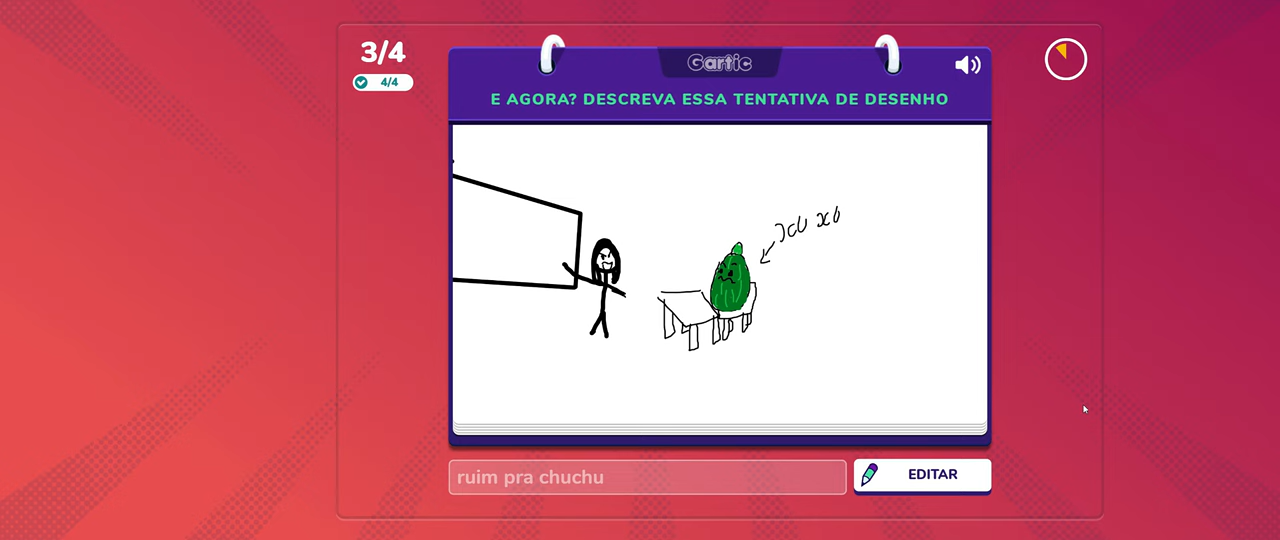 3/4
4/4
Gartic
E AGORA? DESCREVA ESSA TENTATIVA DE DESENHO
ruim pra chuchu
EDITAR